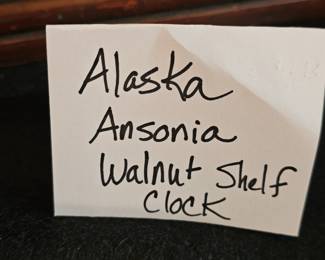 Alaska
Ansonia
Walnut Shelf
Clock